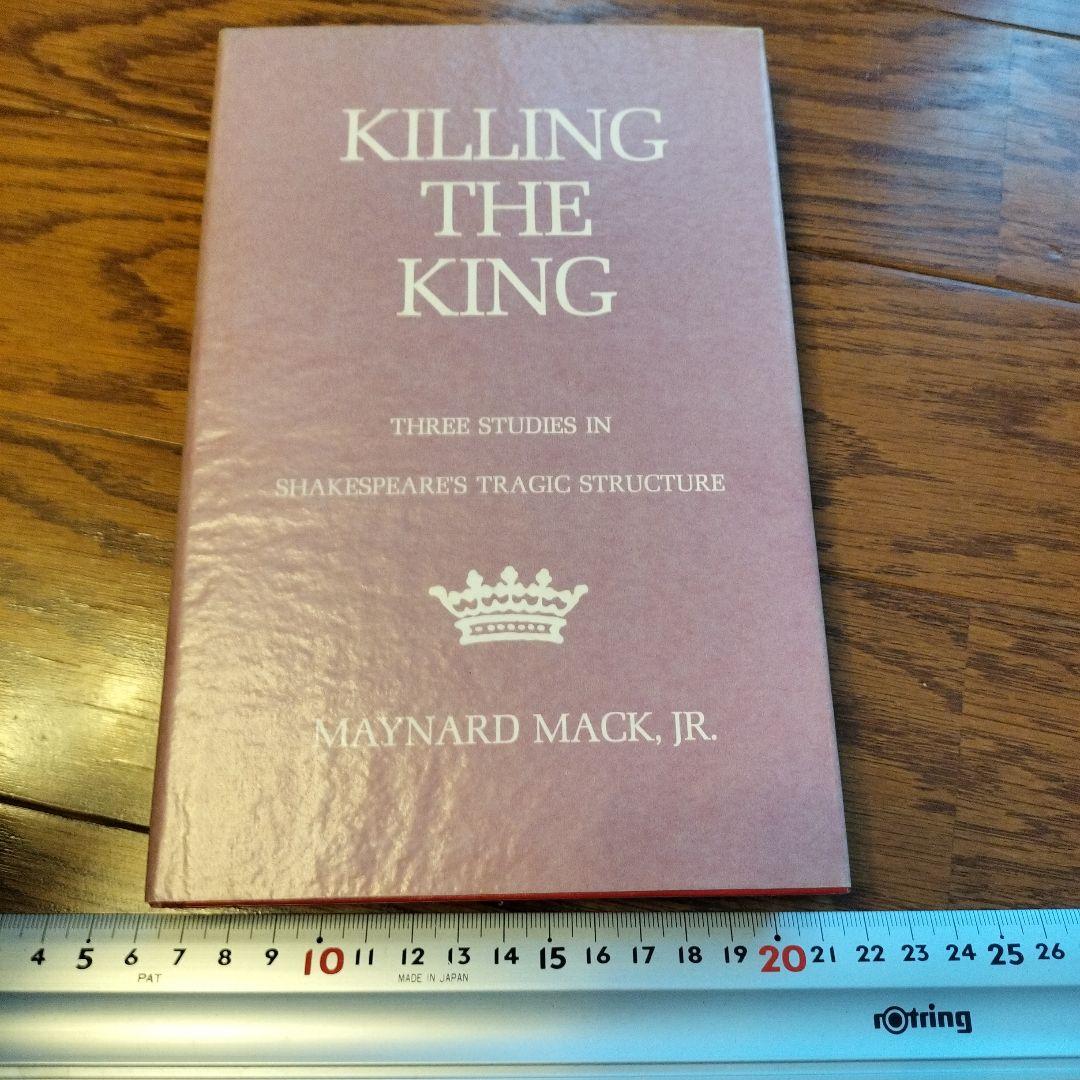 KILLING
THE
KING
THREE STUDIES IN
SHAKESPEARE'S TRAGIC STRUCTURE
MAYNARD MACK, JR.
4 5 6 7 8 9 10 11 12 13 14 15 16 17 18 19 20 21 22 23 24 25 26
PAT MADE IN JAPAN
rotring